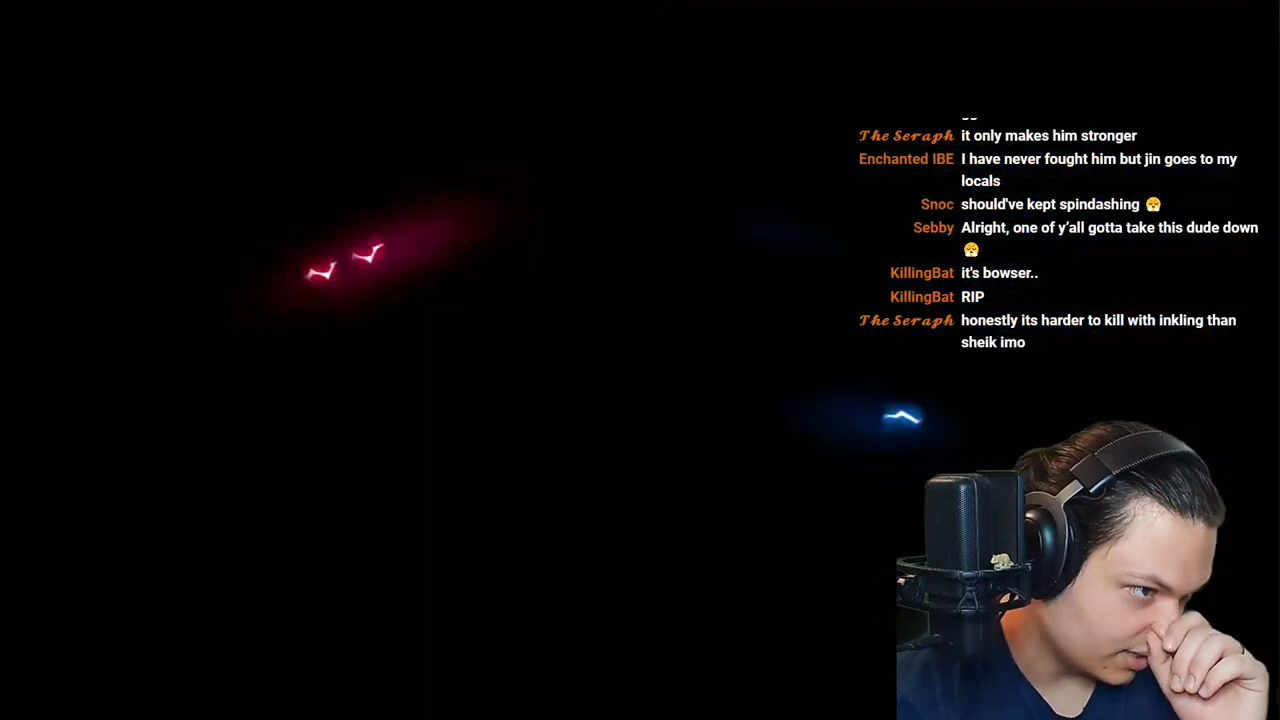 The Seraph it only makes him stronger
Enchanted IBE I have never fought him but jin goes to my
locals
Snoc should've kept spindashing 😤
Sebby Alright, one of y'all gotta take this dude down
😤
KillingBat it's bowser..
KillingBat RIP
The Seraph honestly its harder to kill with inkling than
sheik imo